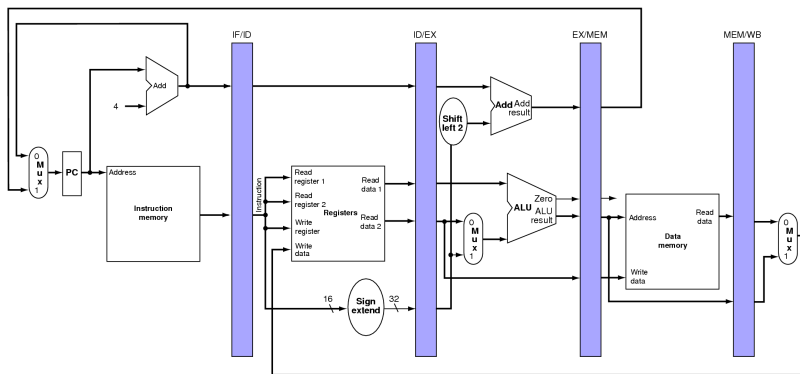 IF/ID
ID/EX
EX/MEM
MEM/WB
Add
4
Add
Add
result
Shift
left 2
0
M
u
x
1
PC
Address
Instruction
memory
Instruction
Read
register 1
Read
register 2
Write
register
Write
data
Registers
Read
data 1
Read
data 2
0
M
u
x
1
ALU
Zero
ALU
result
Address
Read
data
Data
memory
Write
data
0
M
u
x
1
16
Sign
extend
32